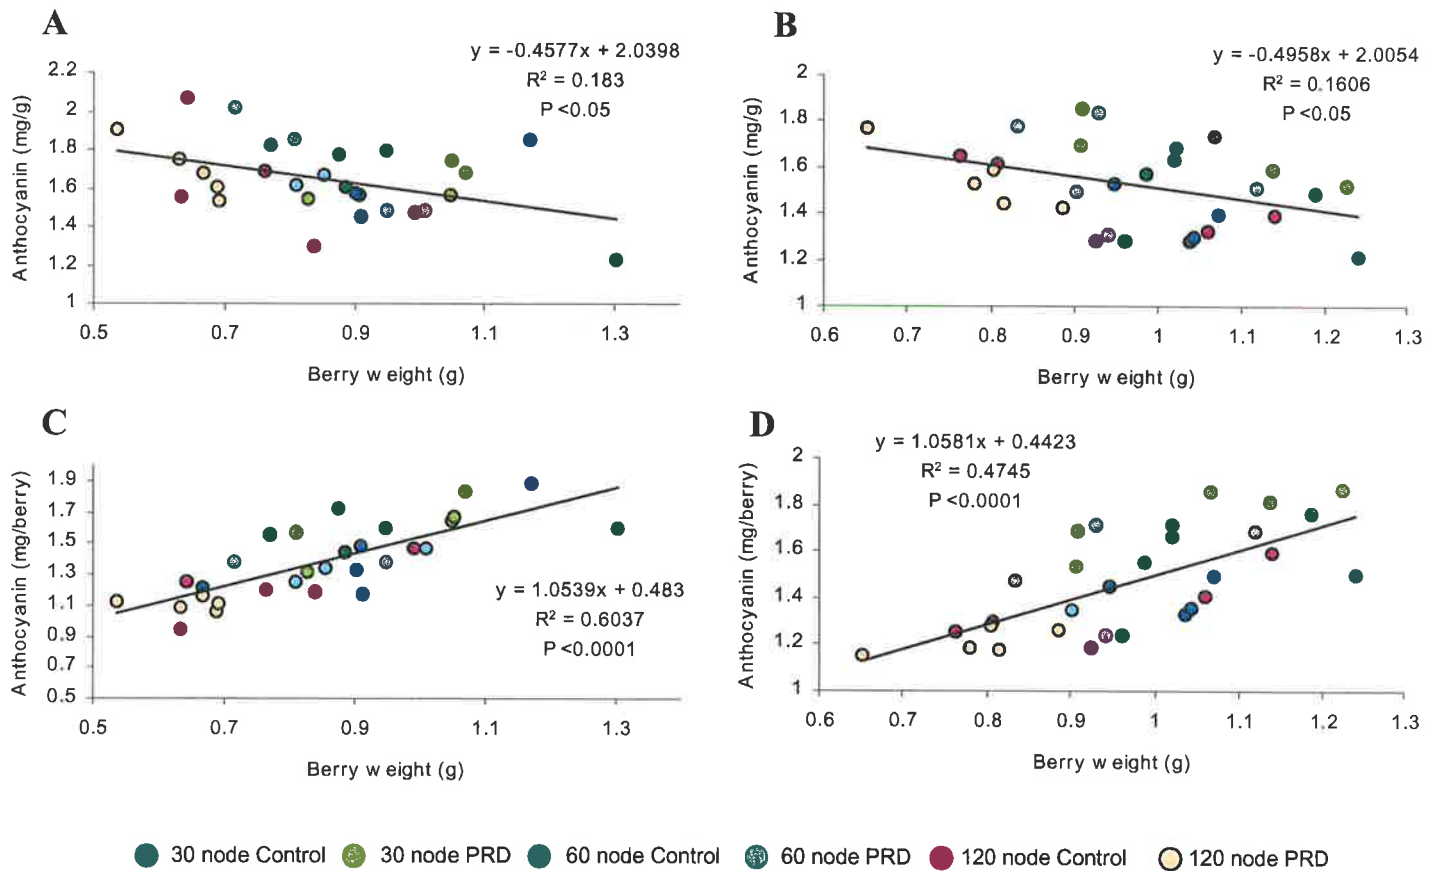 A
y = -0.4577x + 2.0398
R² = 0.183
P <0.05
Anthocyanin (mg/g)
2.2
2
1.8
1.6
1.4
1.2
1
0.5 0.7 0.9 1.1 1.3
Berry w eight (g)
B
y = -0.4958x + 2.0054
R² = 0.1606
P <0.05
Anthocyanin (mg/g)
2
1.8
1.6
1.4
1.2
1
0.6 0.7 0.8 0.9 1 1.1 1.2 1.3
Berry w eight (g)
C
Anthocyanin (mg/berry)
1.9
1.7
1.5
1.3
1.1
0.9
0.7
0.5
y = 1.0539x + 0.483
R² = 0.6037
P <0.0001
0.5 0.7 0.9 1.1 1.3
Berry w eight (g)
D
y = 1.0581x + 0.4423
R² = 0.4745
P <0.0001
Anthocyanin (mg/berry)
2
1.8
1.6
1.4
1.2
1
0.6 0.7 0.8 0.9 1 1.1 1.2 1.3
Berry w eight (g)
30 node Control 30 node PRD 60 node Control 60 node PRD 120 node Control 120 node PRD